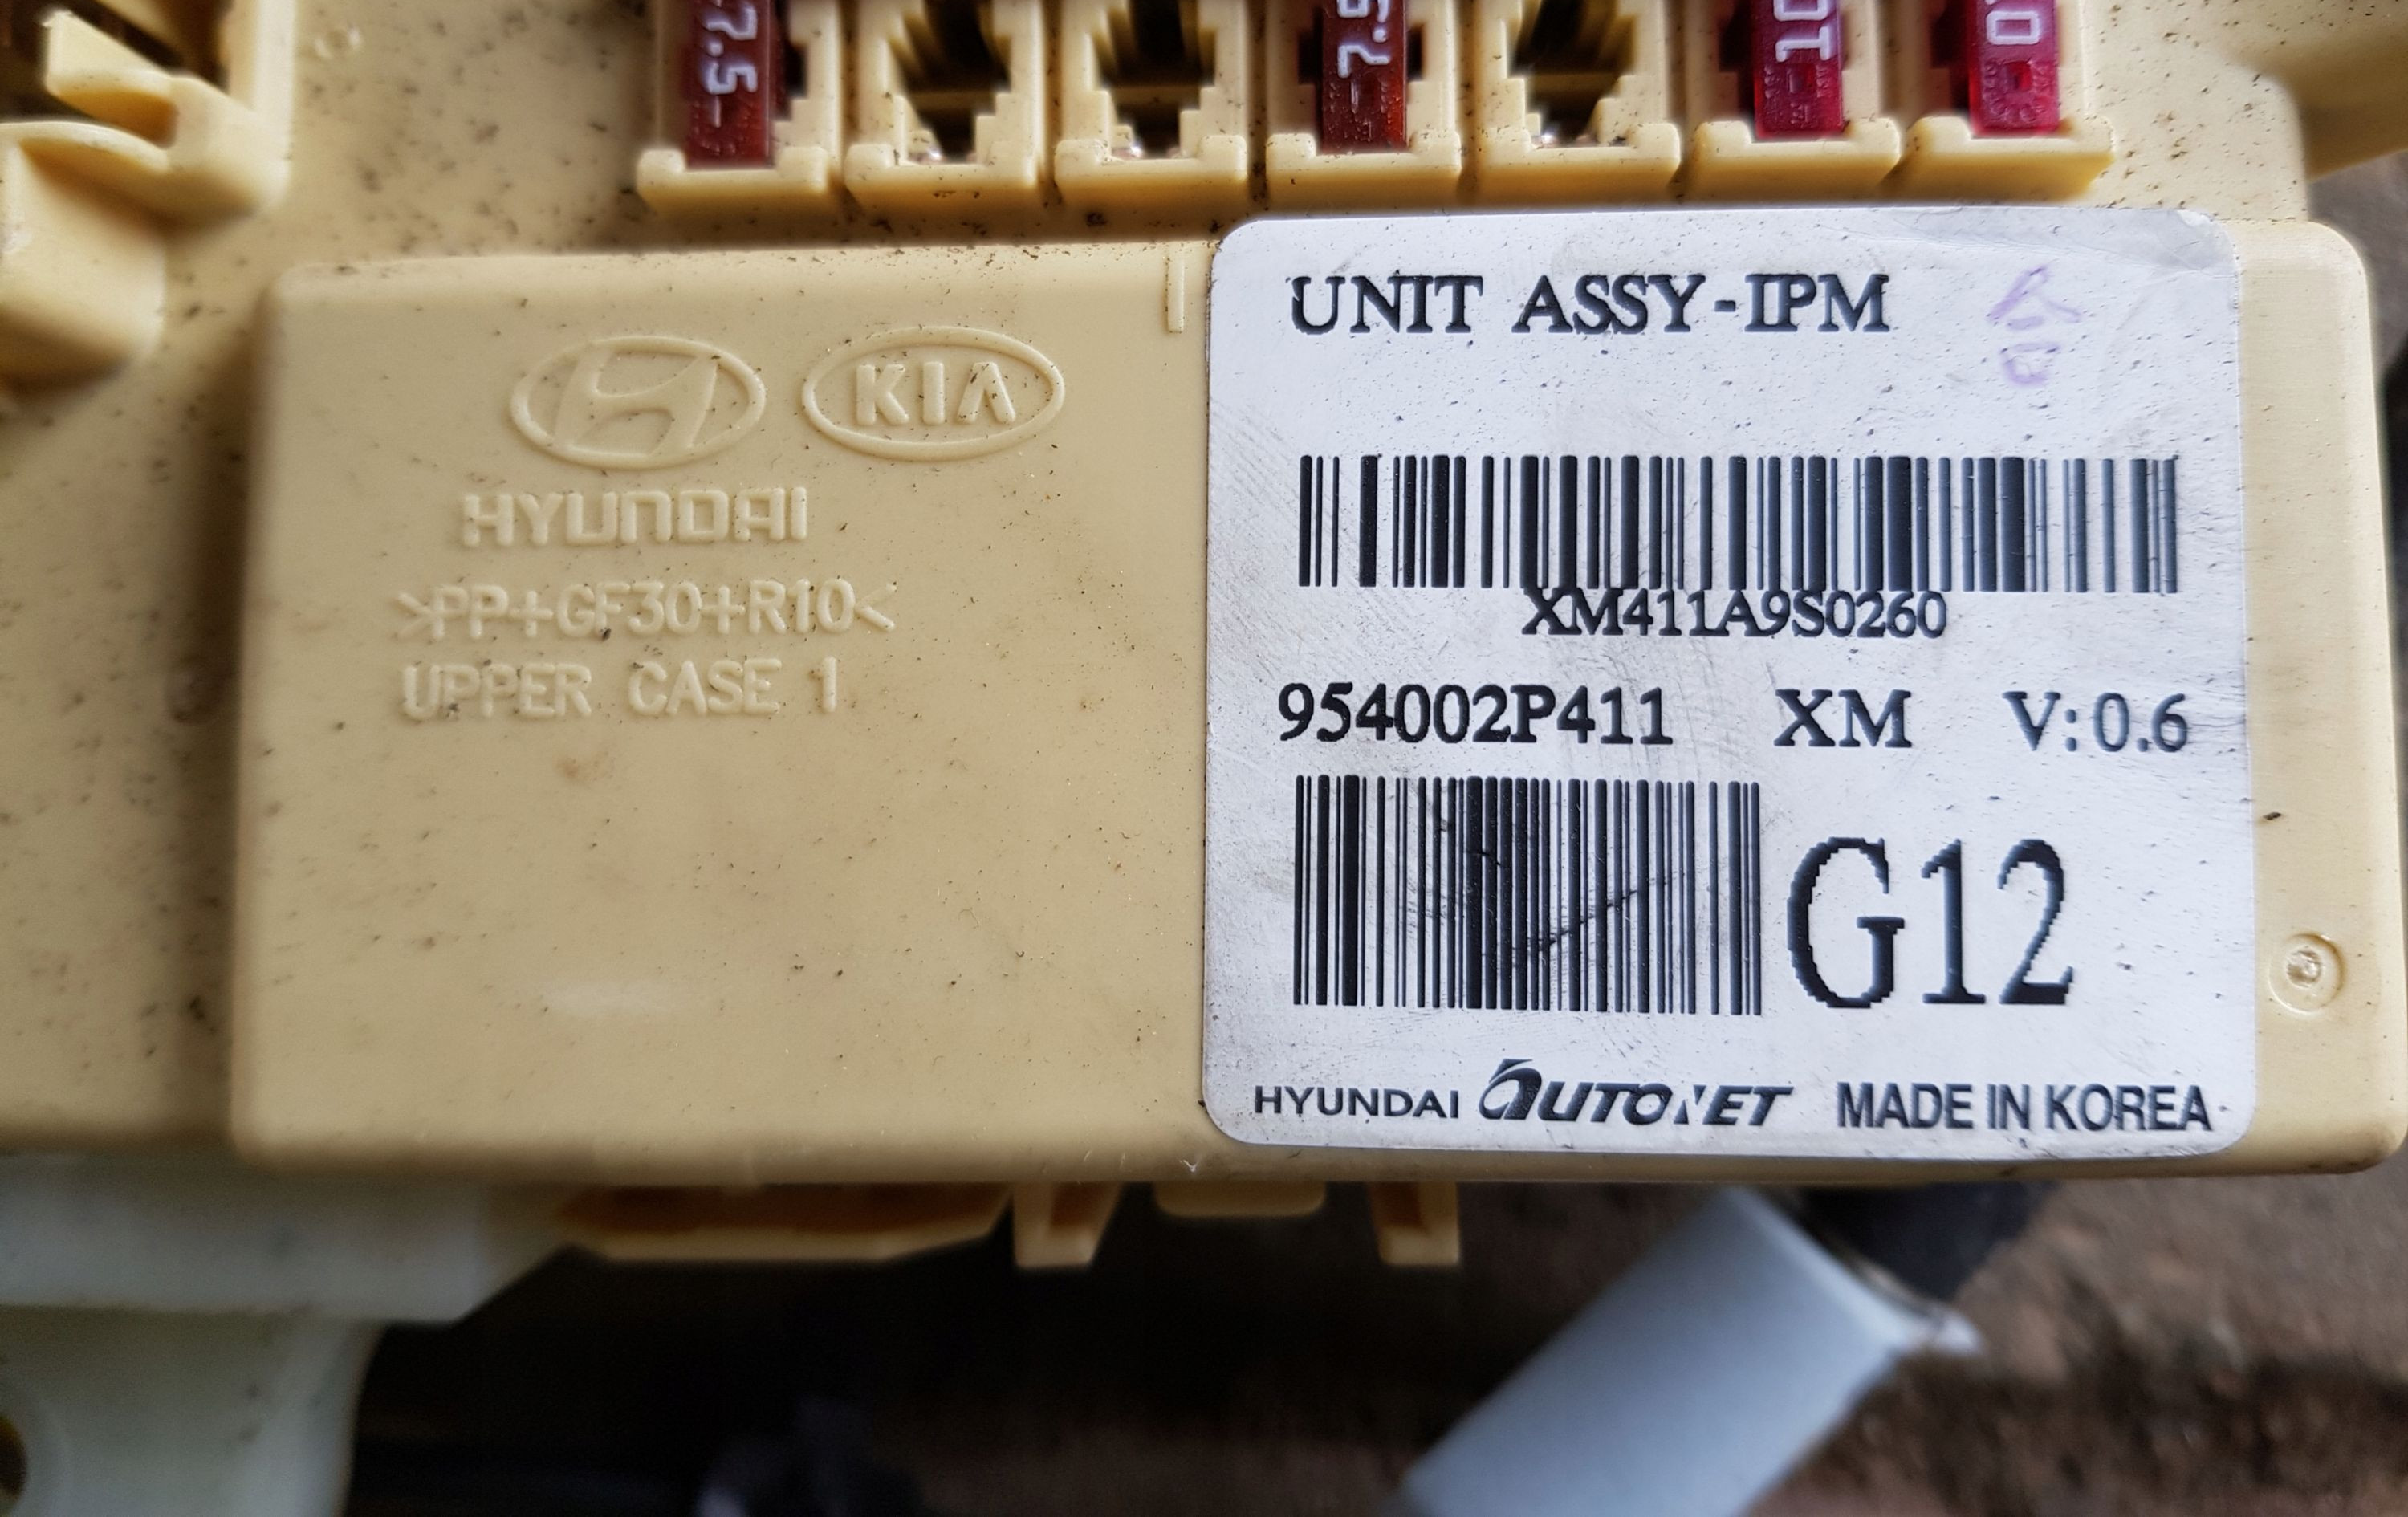 7.5
7.5
10
10
UNIT ASSY-IPM
합
KIA
HYUNDAI
>PP+GF30+R10<
UPPER CASE 1
XM411A9S0260
954002P411 XM V:0.6
G12
HYUNDAI AUTONET MADE IN KOREA